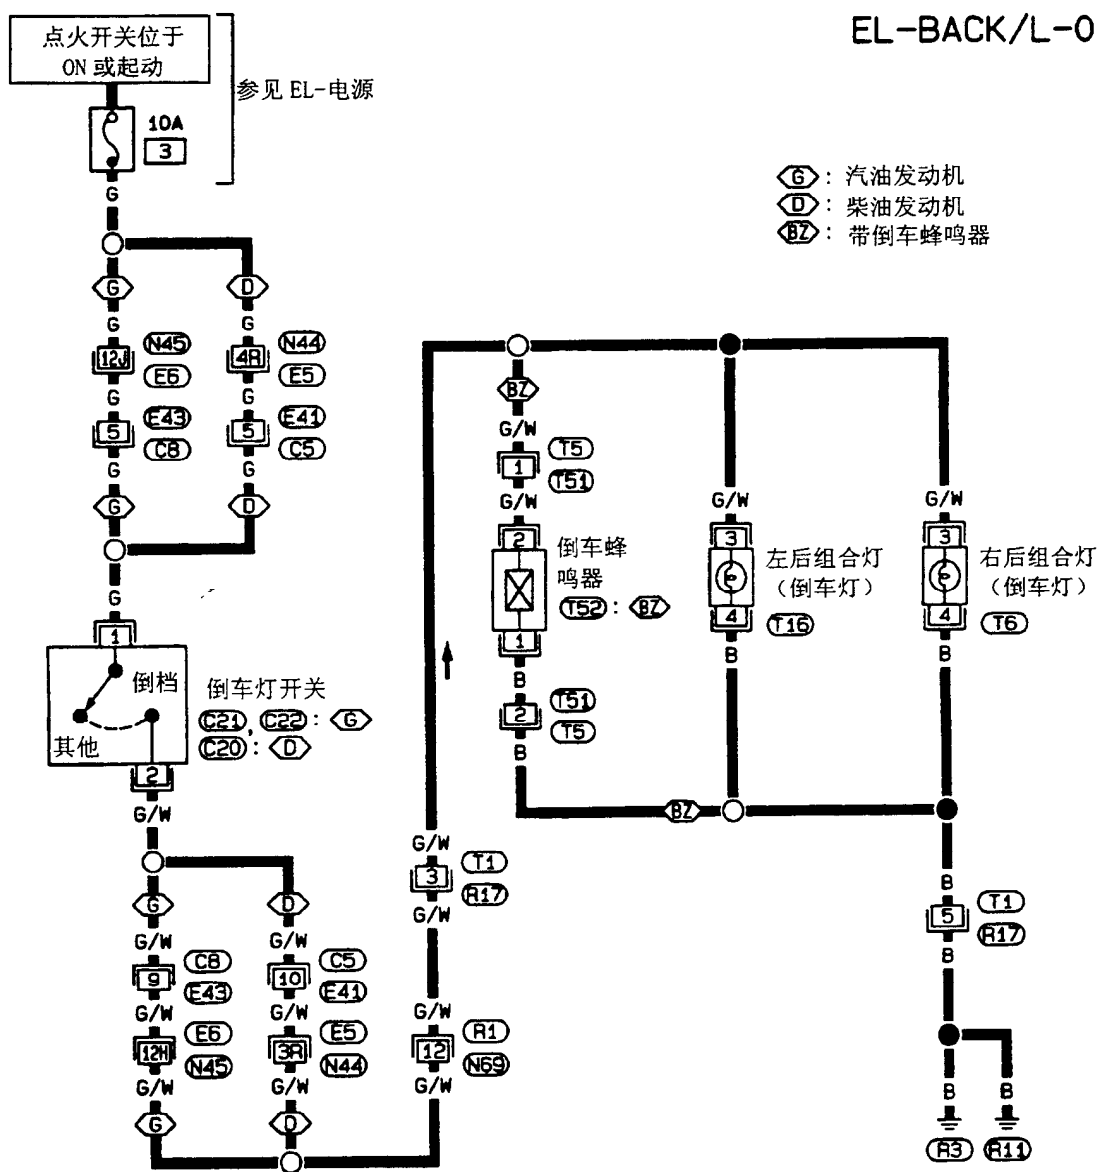 EL-BACK/L-0
点火开关位于
ON 或起动
参见 EL-电源
10A
3
G
G : 汽油发动机
D : 柴油发动机
BZ : 带倒车蜂鸣器
G
D
G
G
12J
N45
E6
4R
N44
E5
G
G
5
E43
C8
5
E41
C5
G
G
G
D
G
1
倒档
其他
倒车灯开关
C21, C22 : G
C20 : D
2
G/W
G
D
G/W
G/W
9
C8
E43
10
C5
E41
G/W
G/W
12H
E6
N45
3R
E5
N44
G/W
G/W
G
D
G/W
3
T1
R17
G/W
G/W
12
R1
N69
G/W
BZ
G/W
1
T5
T51
G/W
2
倒车蜂
鸣器
T52 : BZ
1
B
2
T51
T5
B
BZ
G/W
3
左后组合灯
(倒车灯)
4
T16
B
G/W
3
右后组合灯
(倒车灯)
4
T6
B
B
5
T1
R17
B
B
B
R3
R11